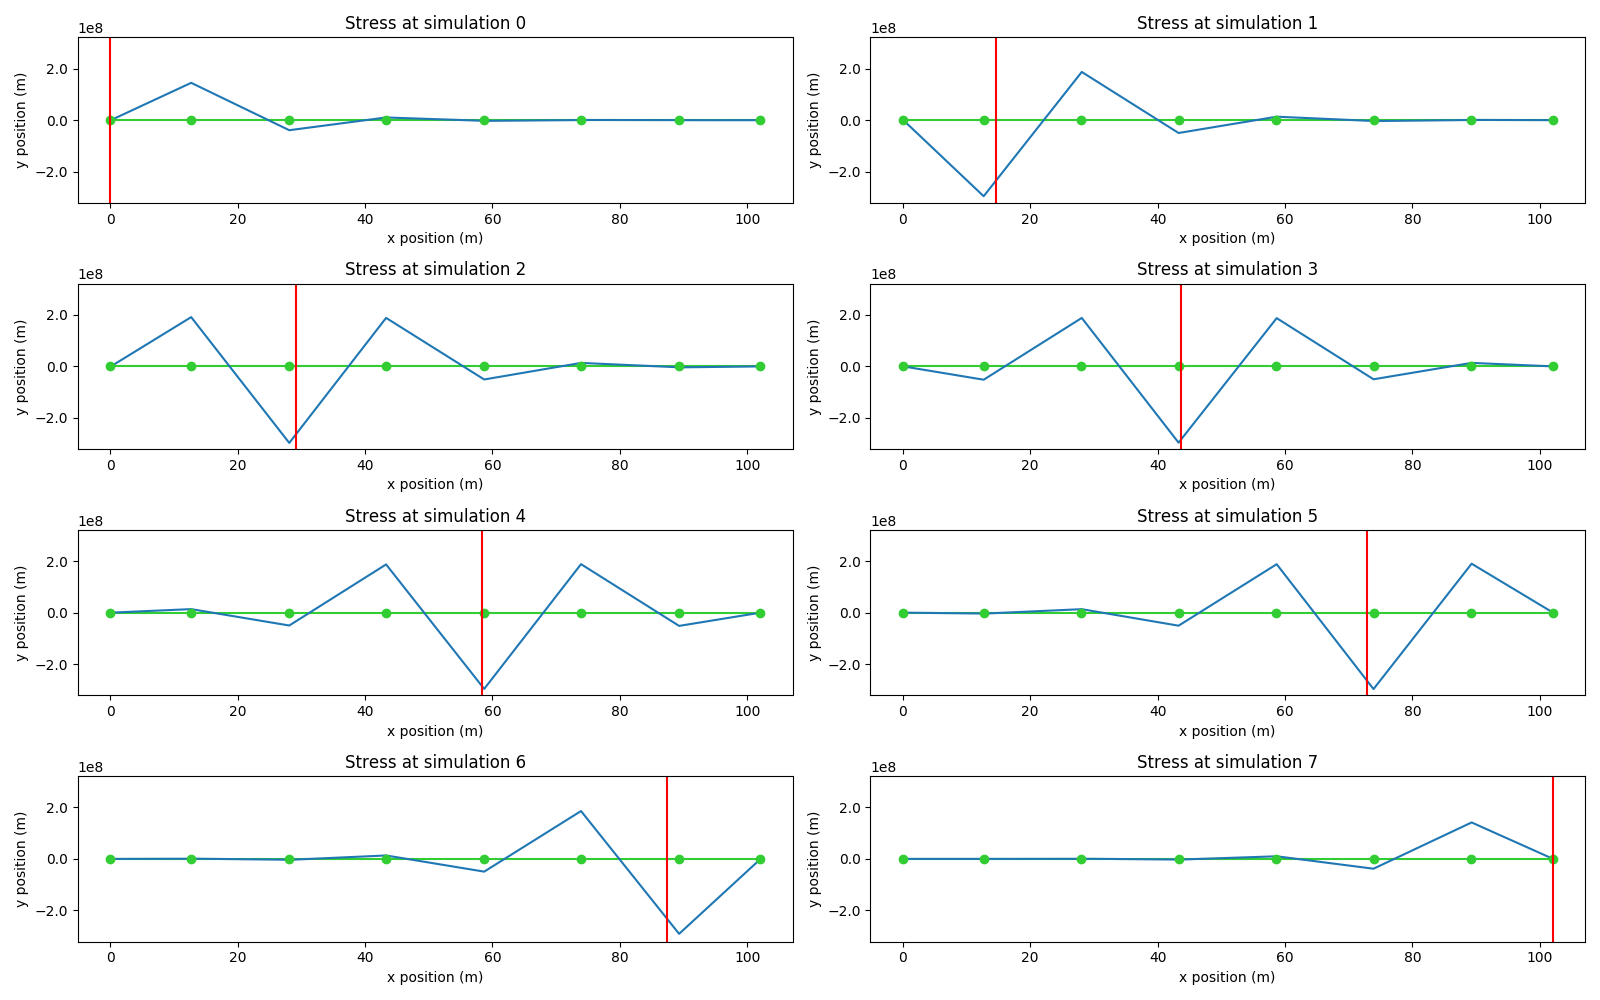 Stress at simulation 0
1e8
y position (m)
2.0
0.0
−2.0
0 20 40 60 80 100
x position (m)
Stress at simulation 1
1e8
y position (m)
2.0
0.0
−2.0
0 20 40 60 80 100
x position (m)
Stress at simulation 2
1e8
y position (m)
2.0
0.0
−2.0
0 20 40 60 80 100
x position (m)
Stress at simulation 3
1e8
y position (m)
2.0
0.0
−2.0
0 20 40 60 80 100
x position (m)
Stress at simulation 4
1e8
y position (m)
2.0
0.0
−2.0
0 20 40 60 80 100
x position (m)
Stress at simulation 5
1e8
y position (m)
2.0
0.0
−2.0
0 20 40 60 80 100
x position (m)
Stress at simulation 6
1e8
y position (m)
2.0
0.0
−2.0
0 20 40 60 80 100
x position (m)
Stress at simulation 7
1e8
y position (m)
2.0
0.0
−2.0
0 20 40 60 80 100
x position (m)